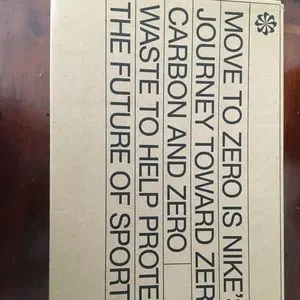 MOVE TO ZERO IS NIKE'
JOURNEY TOWARD ZER
CARBON AND ZERO
WASTE TO HELP PROTE
THE FUTURE OF SPORT